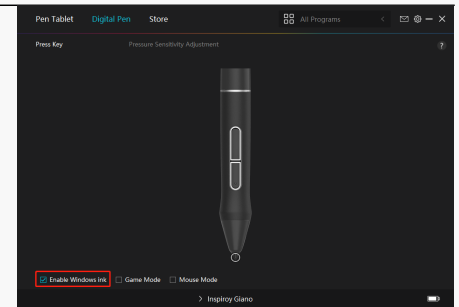 Pen Tablet Digital Pen Store All Programs
Press Key Pressure Sensitivity Adjustment ?
Enable Windows ink Game Mode Mouse Mode
Inspiroy Giano